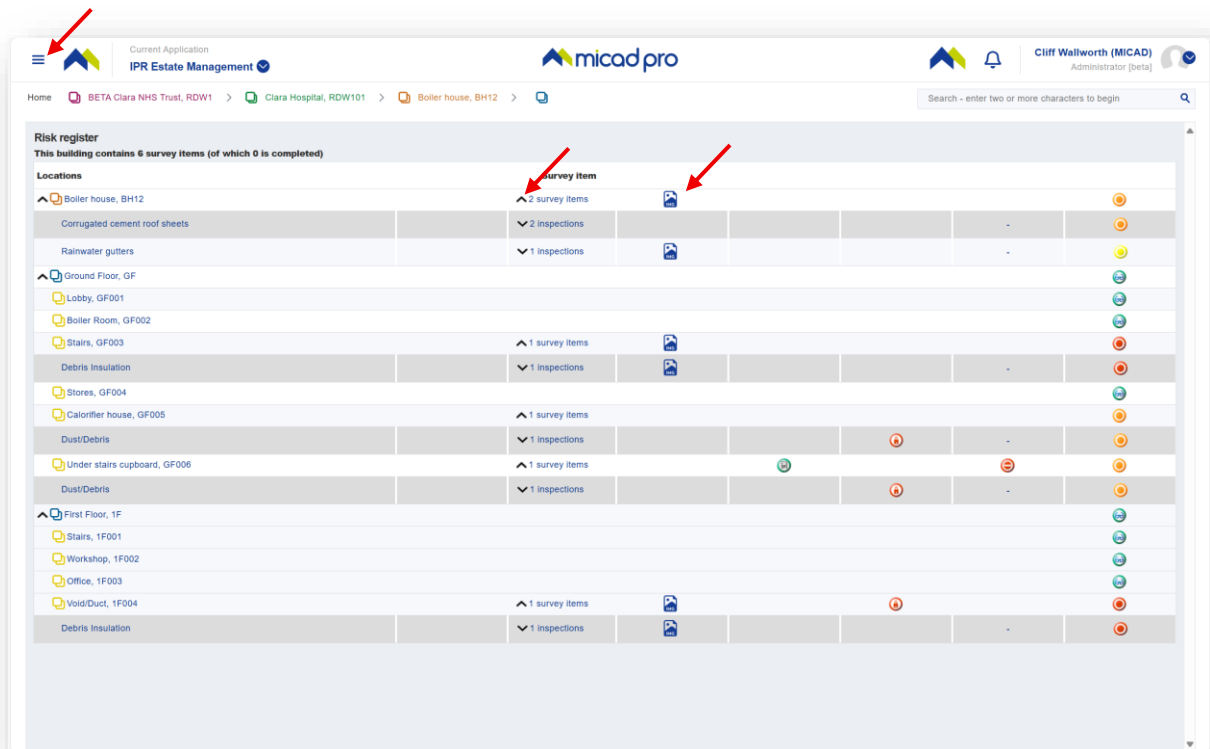 Current Application
IPR Estate Management
micad pro
Cliff Wallworth (MICAD)
Administrator [beta]
Home BETA Clara NHS Trust, RDW1 > Clara Hospital, RDW101 > Boiler house, BH12 >
Search - enter two or more characters to begin
Risk register
This building contains 6 survey items (of which 0 is completed)
Locations Survey item
Boiler house, BH12 2 survey items
Corrugated cement roof sheets 2 inspections -
Rainwater gutters 1 inspections -
Ground Floor, GF
Lobby, GF001
Boiler Room, GF002
Stairs, GF003 1 survey items
Debris Insulation 1 inspections -
Stores, GF004
Calorifier house, GF005 1 survey items
Dust/Debris 1 inspections -
Under stairs cupboard, GF006 1 survey items
Dust/Debris 1 inspections -
First Floor, 1F
Stairs, 1F001
Workshop, 1F002
Office, 1F003
Void/Duct, 1F004 1 survey items
Debris Insulation 1 inspections -